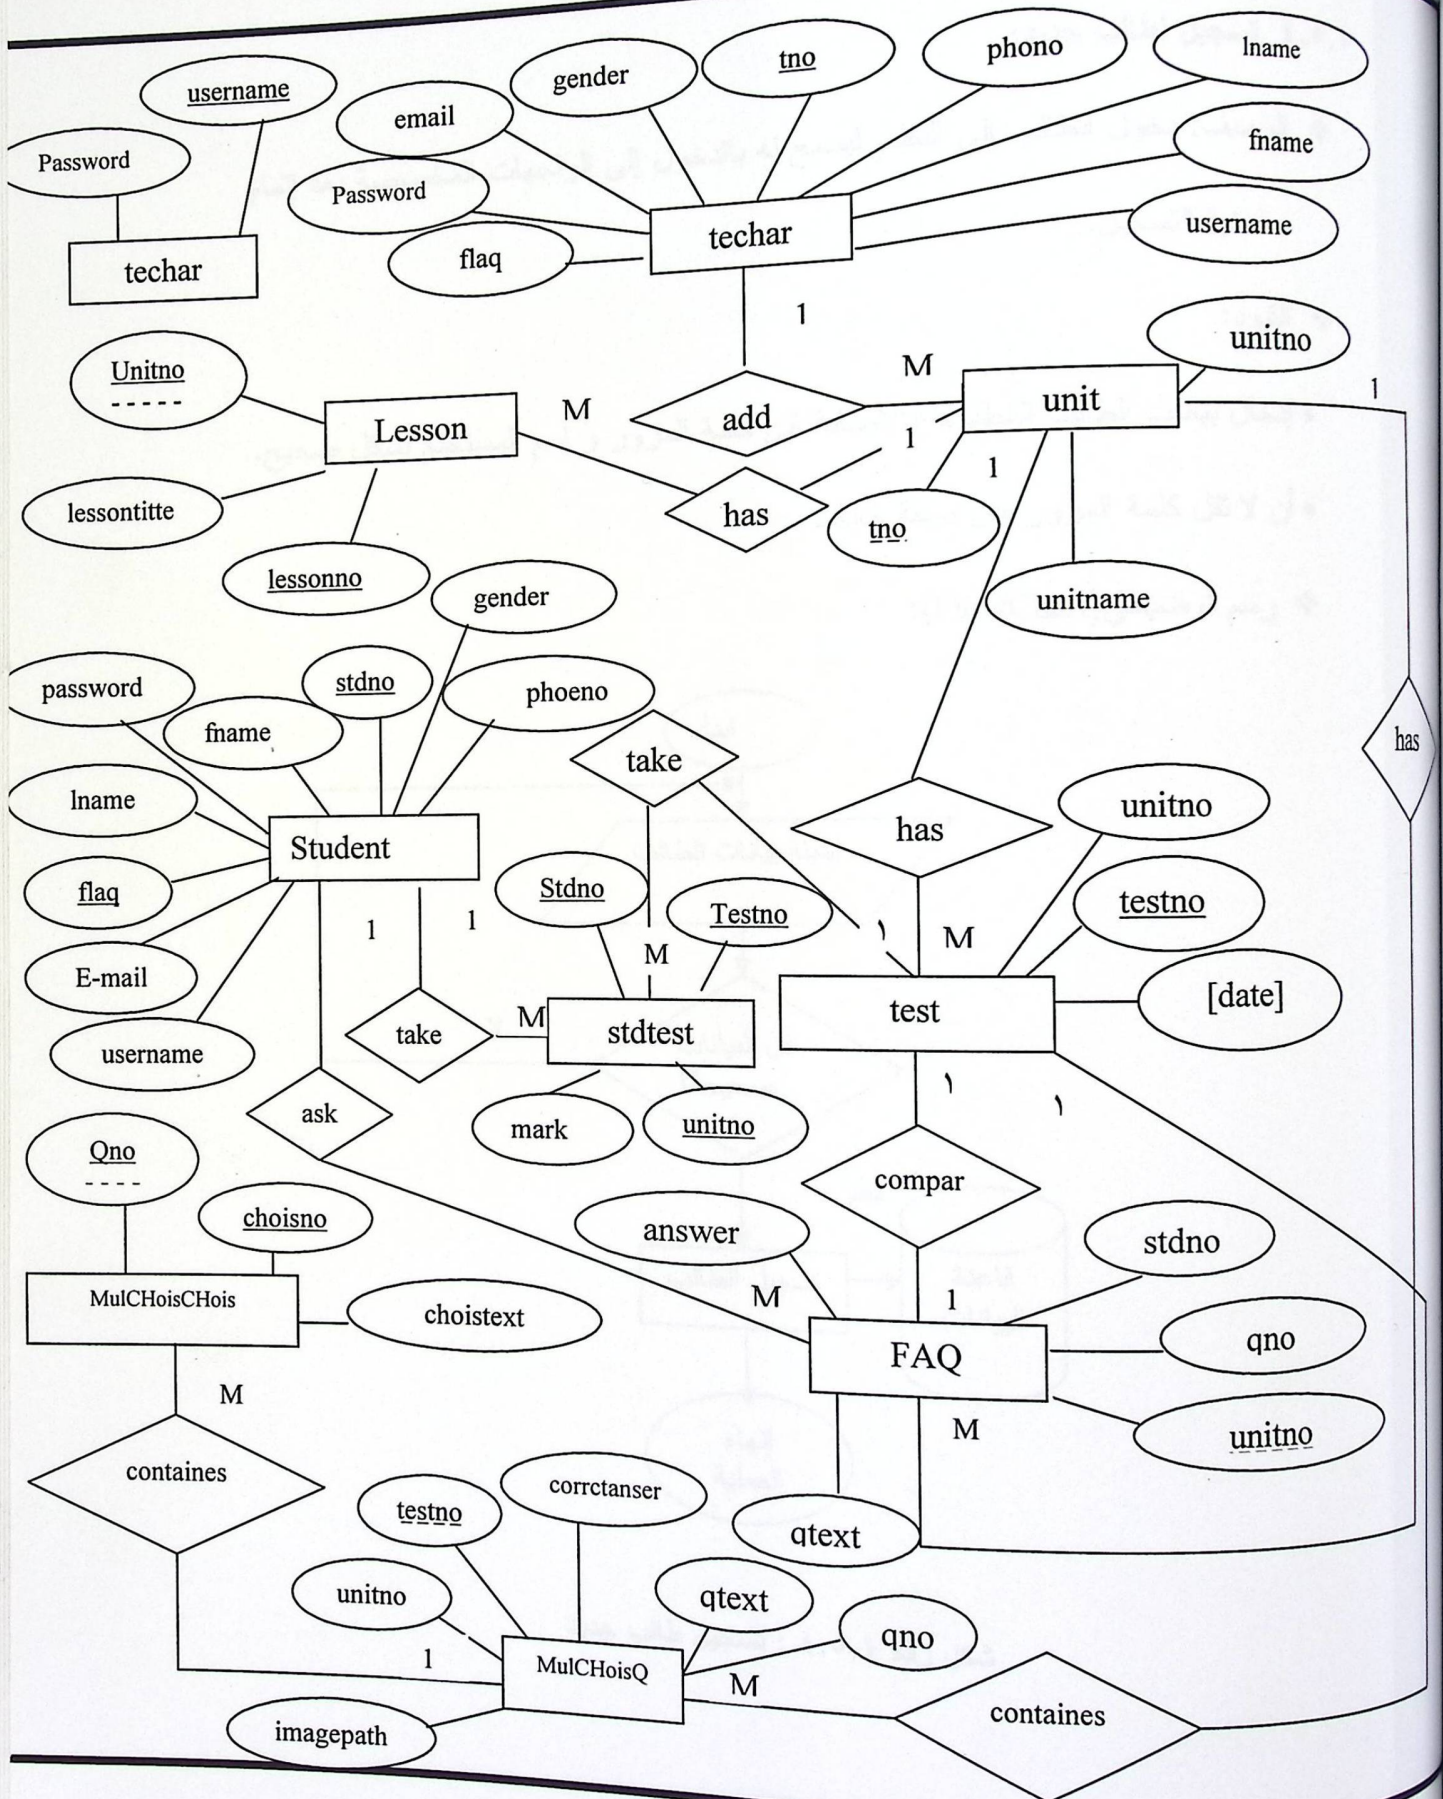 username
Password
techar
email
gender
tno
phono
lname
fname
username
Password
flaq
techar
1
add
M
unit
unitno
1
Unitno
Lesson
M
1
has
lessontitte
lessonno
tno
1
unitname
has
gender
password
fname
stdno
phoeno
lname
Student
flaq
E-mail
username
take
Stdno
Testno
M
١
has
M
unitno
testno
[date]
test
1
1
take
M
stdtest
mark
unitno
ask
١
١
compar
1
Qno
choisno
MulCHoisCHois
choistext
M
containes
answer
M
FAQ
stdno
qno
unitno
M
qtext
testno
corrctanser
unitno
qtext
qno
1
MulCHoisQ
M
imagepath
containes